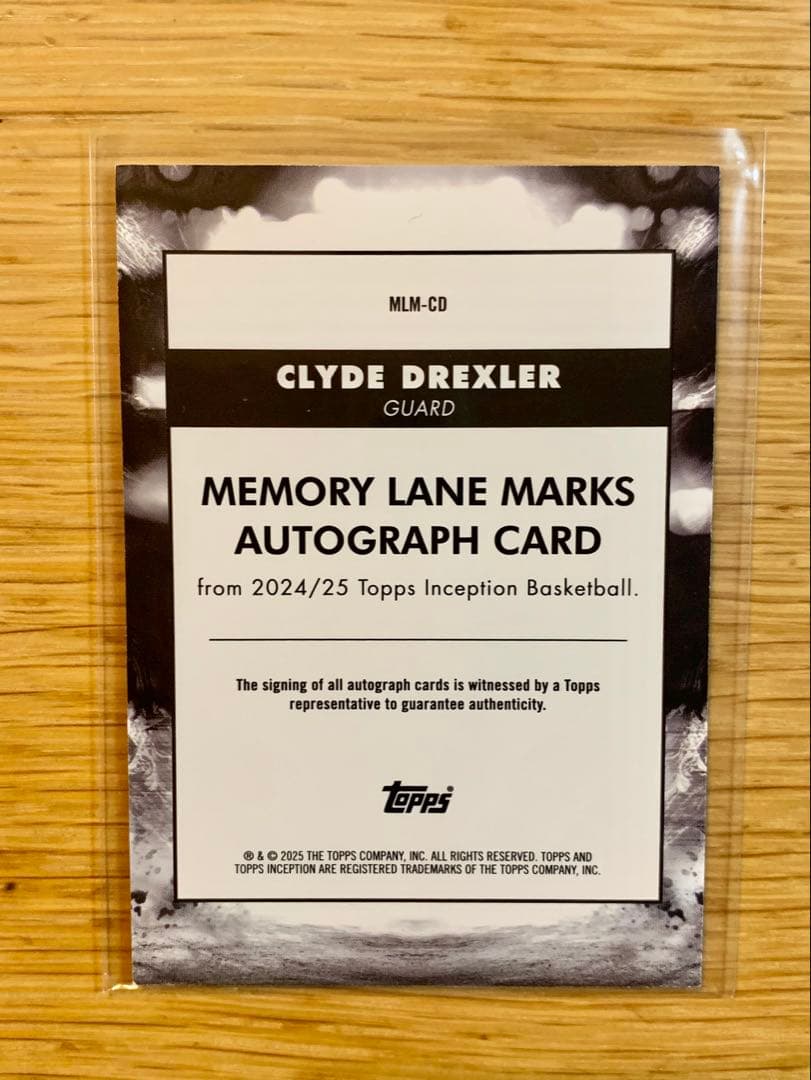 MLM-CD
CLYDE DREXLER
GUARD
MEMORY LANE MARKS
AUTOGRAPH CARD
from 2024/25 Topps Inception Basketball.
The signing of all autograph cards is witnessed by a Topps
representative to guarantee authenticity.
topps®
® & © 2025 THE TOPPS COMPANY, INC. ALL RIGHTS RESERVED. TOPPS AND
TOPPS INCEPTION ARE REGISTERED TRADEMARKS OF THE TOPPS COMPANY, INC.